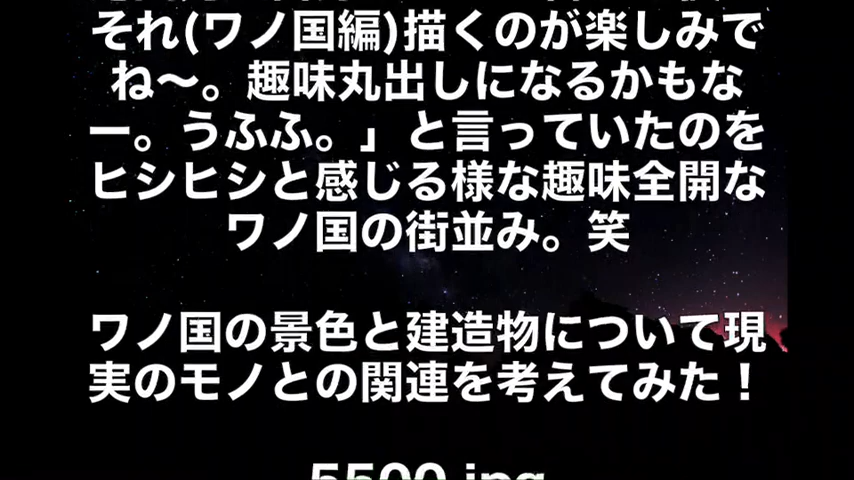 それ(ワノ国編)描くのが楽しみで
ね〜。趣味丸出しになるかもな
ー。うふふ。」と言っていたのを
ヒシヒシと感じる様な趣味全開な
ワノ国の街並み。笑
ワノ国の景色と建造物について現
実のモノとの関連を考えてみた！
5500.jpg